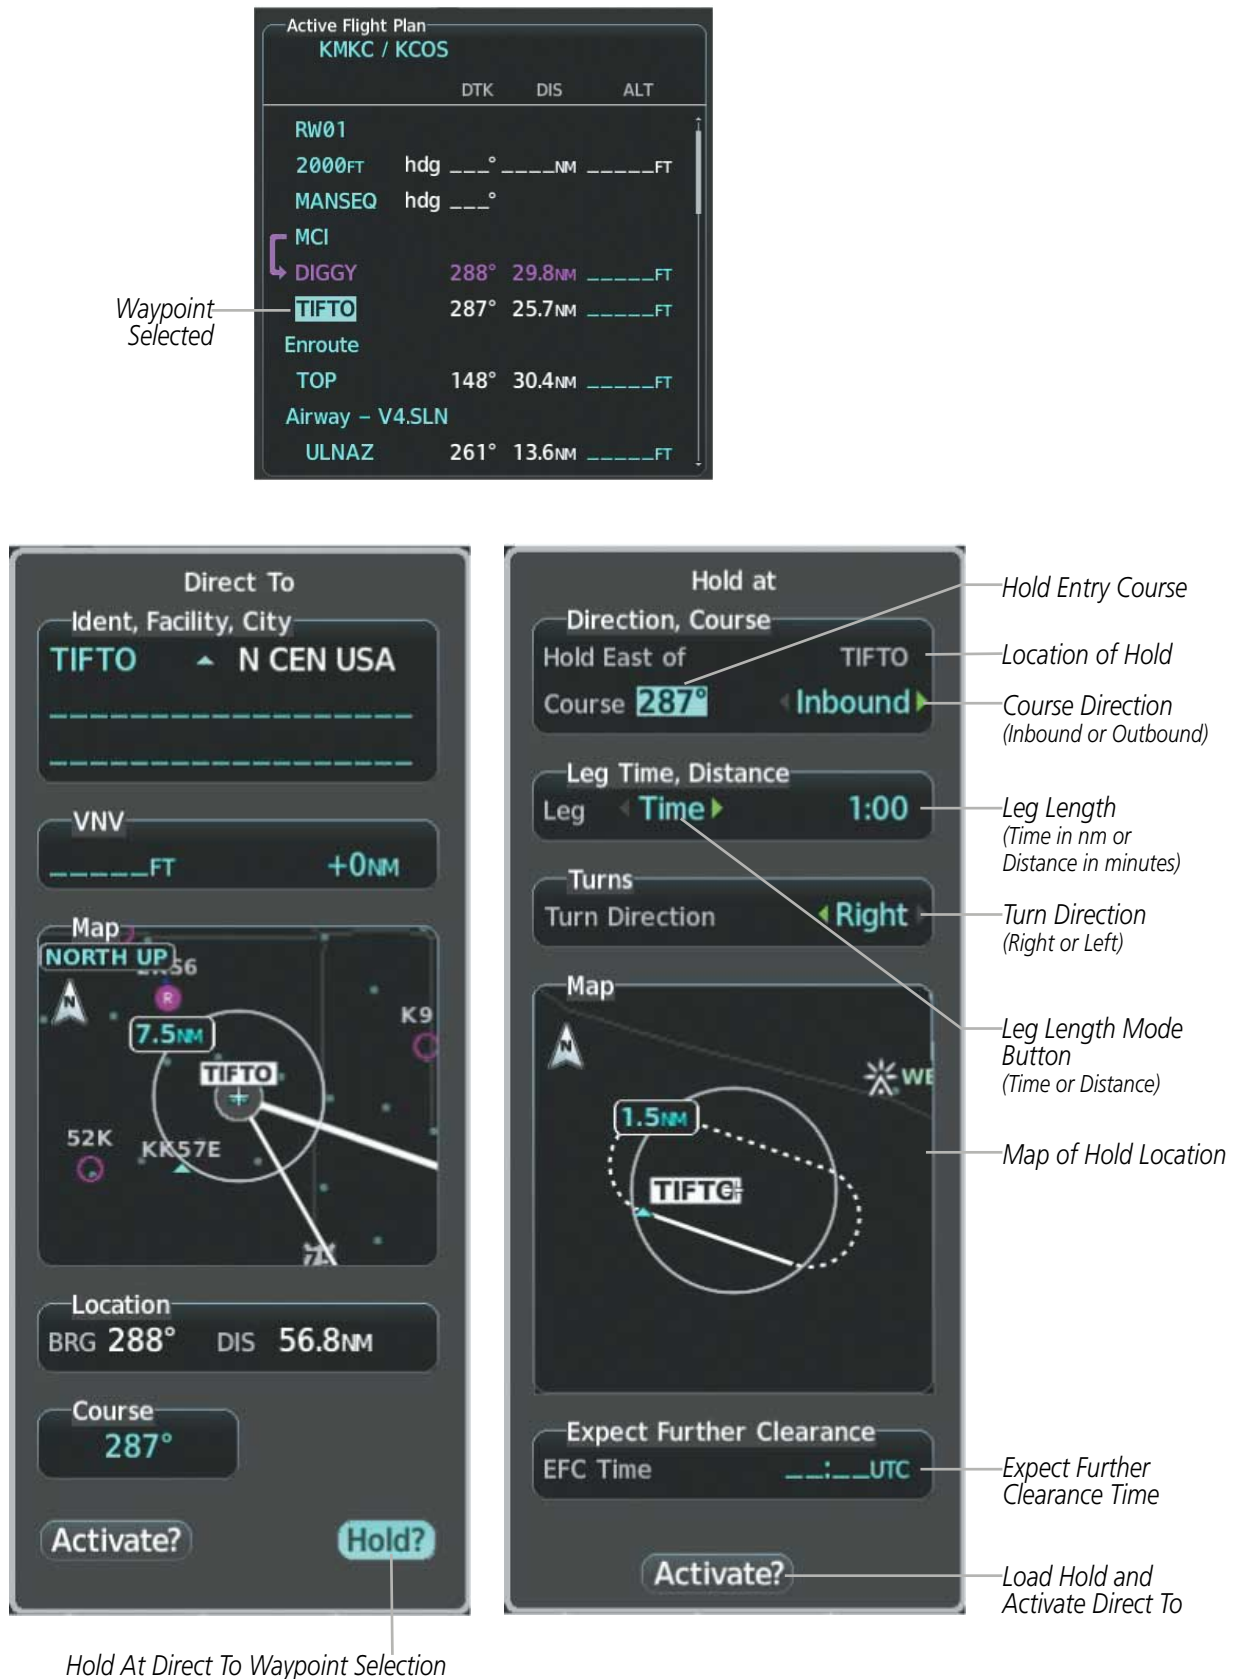 Active Flight Plan
KMKC / KCOS
DTK DIS ALT
RW01
2000FT hdg ___° ____NM _____FT
MANSEQ hdg ___°
MCI
DIGGY 288° 29.8NM _____FT
TIFTO 287° 25.7NM _____FT
Enroute
TOP 148° 30.4NM _____FT
Airway – V4.SLN
ULNAZ 261° 13.6NM _____FT
Waypoint
Selected
Direct To
Ident, Facility, City
TIFTO N CEN USA
__________________
__________________
VNV
_____FT +0NM
Map
NORTH UP
N
R
7.5NM
K9
TIFTO
52K
KK57E
Location
BRG 288° DIS 56.8NM
Course
287°
Activate? Hold?
Hold At Direct To Waypoint Selection
Hold at
Direction, Course
Hold East of TIFTO
Course 287° Inbound
Leg Time, Distance
Leg Time 1:00
Turns
Turn Direction Right
Map
N
WE
1.5NM
TIFTO
Expect Further Clearance
EFC Time __:__UTC
Activate?
Hold Entry Course
Location of Hold
Course Direction
(Inbound or Outbound)
Leg Length
(Time in nm or
Distance in minutes)
Turn Direction
(Right or Left)
Leg Length Mode
Button
(Time or Distance)
Map of Hold Location
Expect Further
Clearance Time
Load Hold and
Activate Direct To